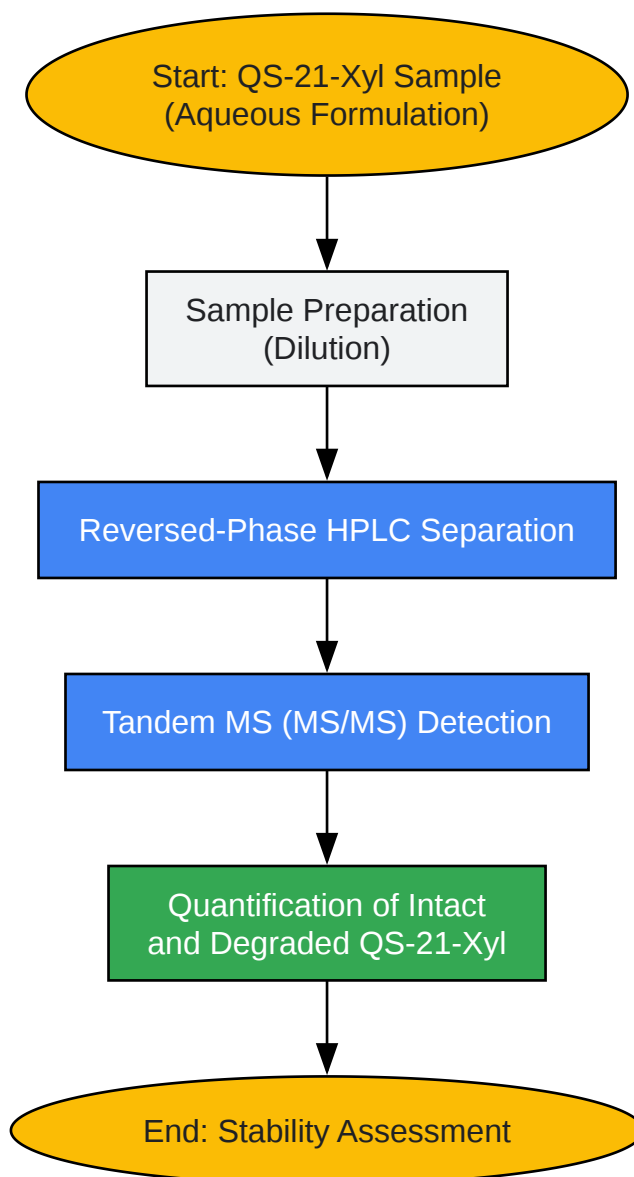 Start: QS-21-Xyl Sample
(Aqueous Formulation)
Sample Preparation
(Dilution)
Reversed-Phase HPLC Separation
Tandem MS (MS/MS) Detection
Quantification of Intact
and Degraded QS-21-Xyl
End: Stability Assessment